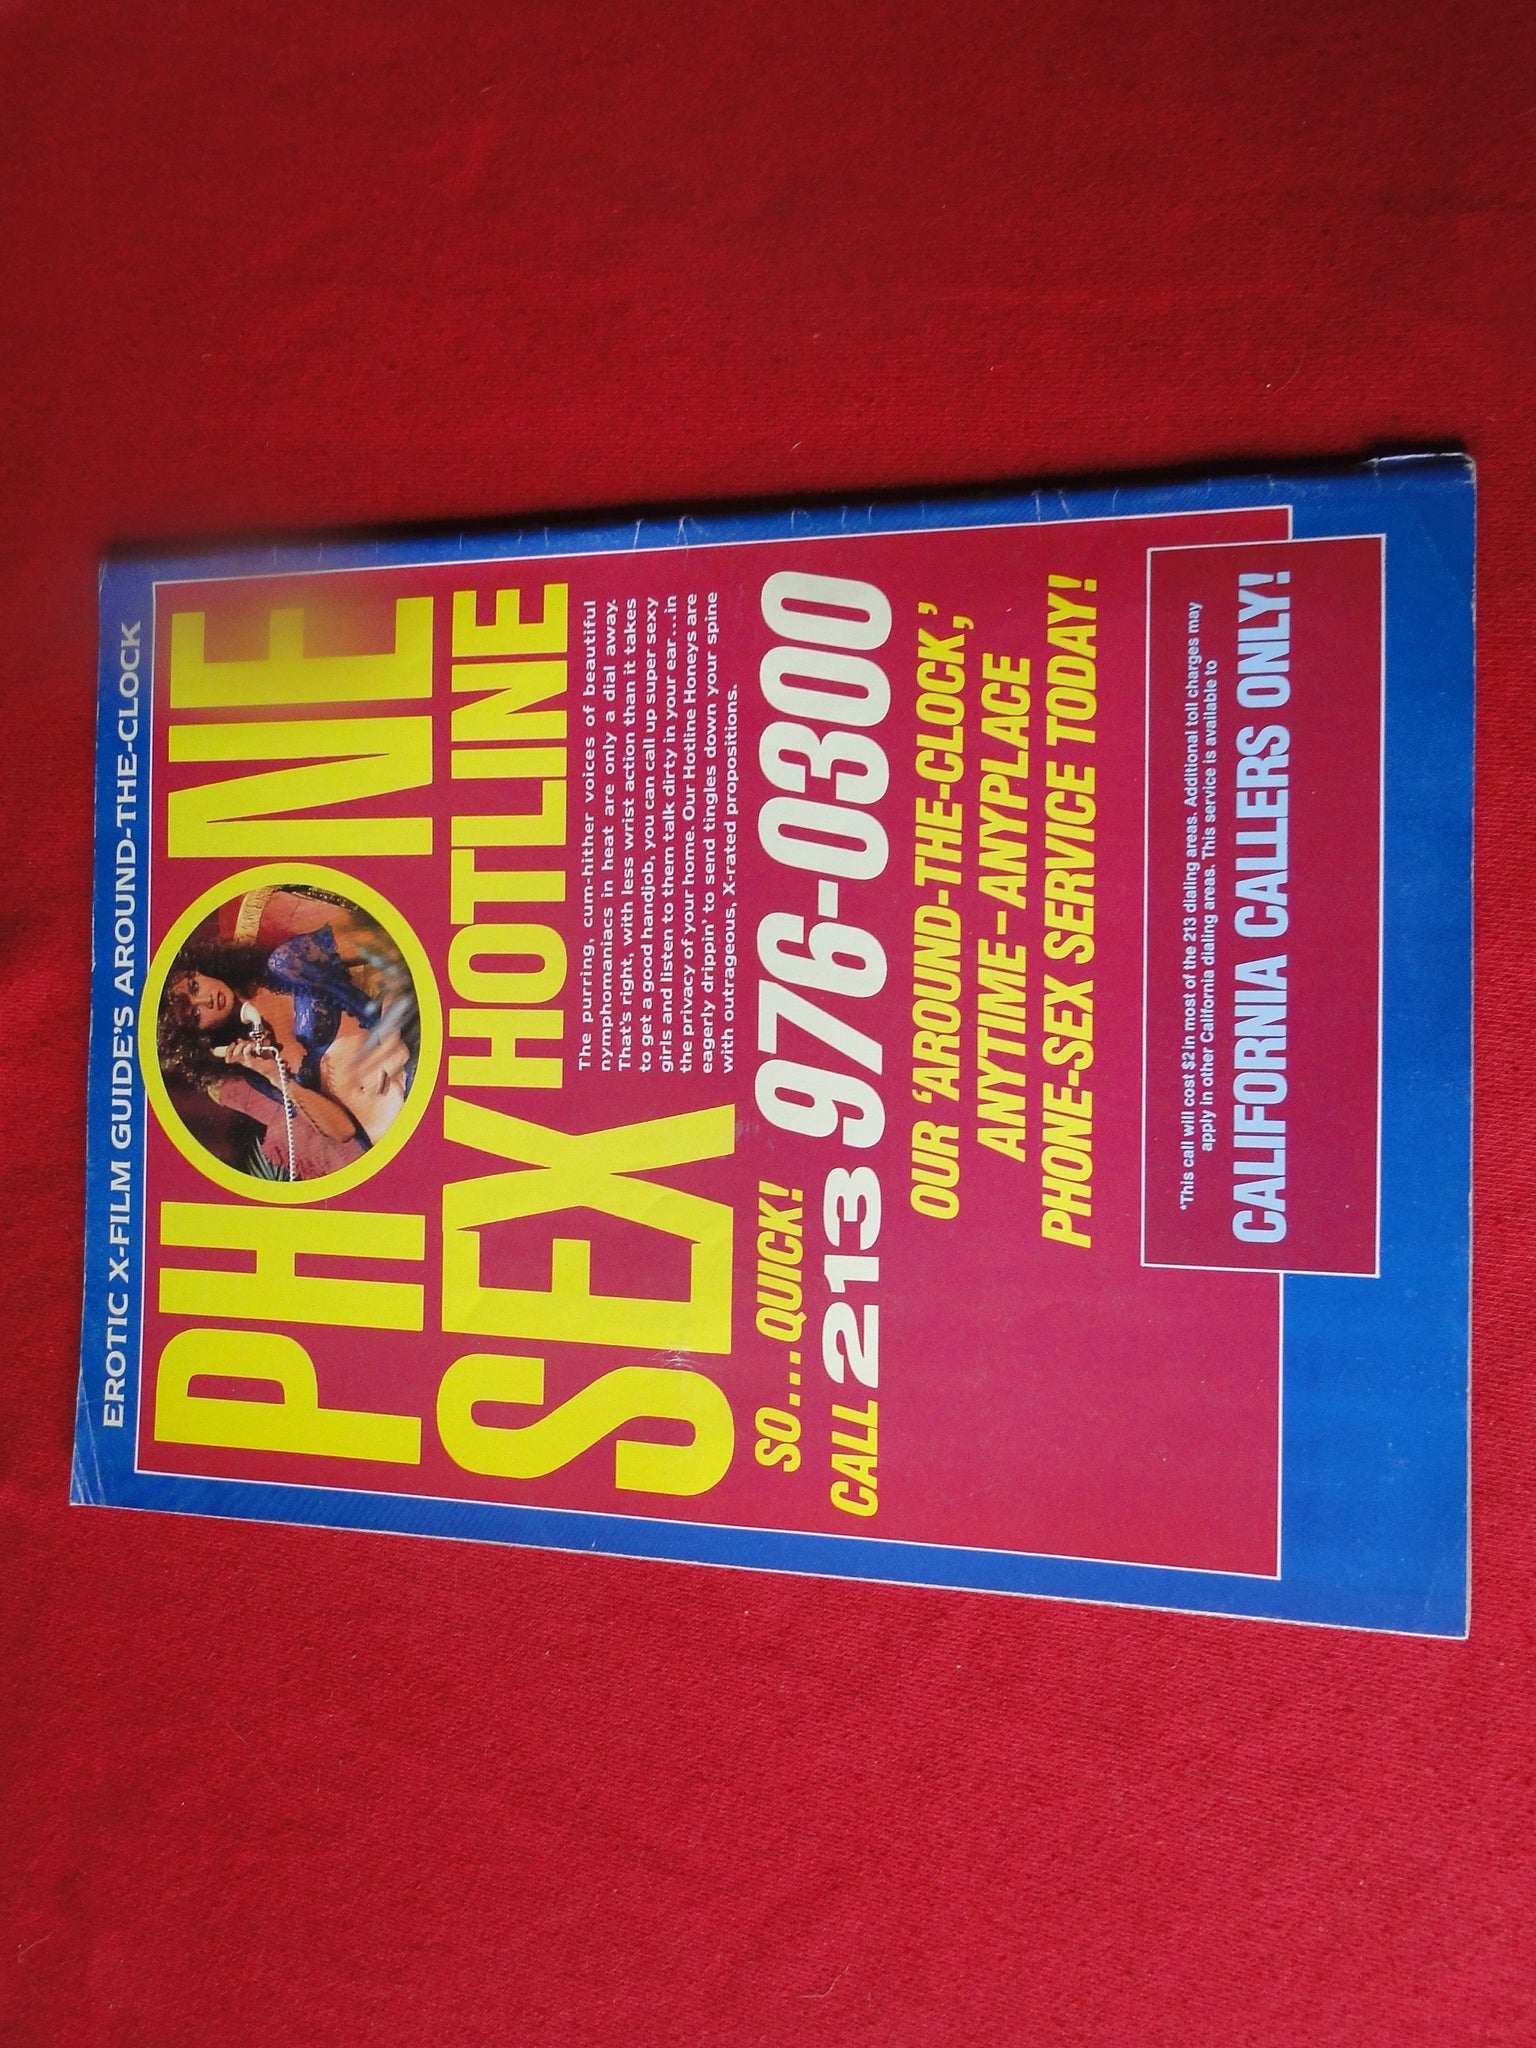 EROTIC X-FILM GUIDE'S AROUND-THE-CLOCK
PHONE
SEX HOTLINE
The purring, cum-hither voices of beautiful
nymphomaniacs in heat are only a dial away.
That's right, with less wrist action than it takes
to get a good handjob, you can call up super sexy
girls and listen to them talk dirty in your ear...in
the privacy of your home. Our Hotline Honeys are
eagerly drippin' to send tingles down your spine
with outrageous, X-rated propositions.
SO...QUICK!
CALL 213 976-0300
OUR 'AROUND-THE-CLOCK,'
ANYTIME-ANYPLACE
PHONE-SEX SERVICE TODAY!
*This call will cost $2 in most of the 213 dialing areas. Additional toll charges may
apply in other California dialing areas. This service is available to
CALIFORNIA CALLERS ONLY!